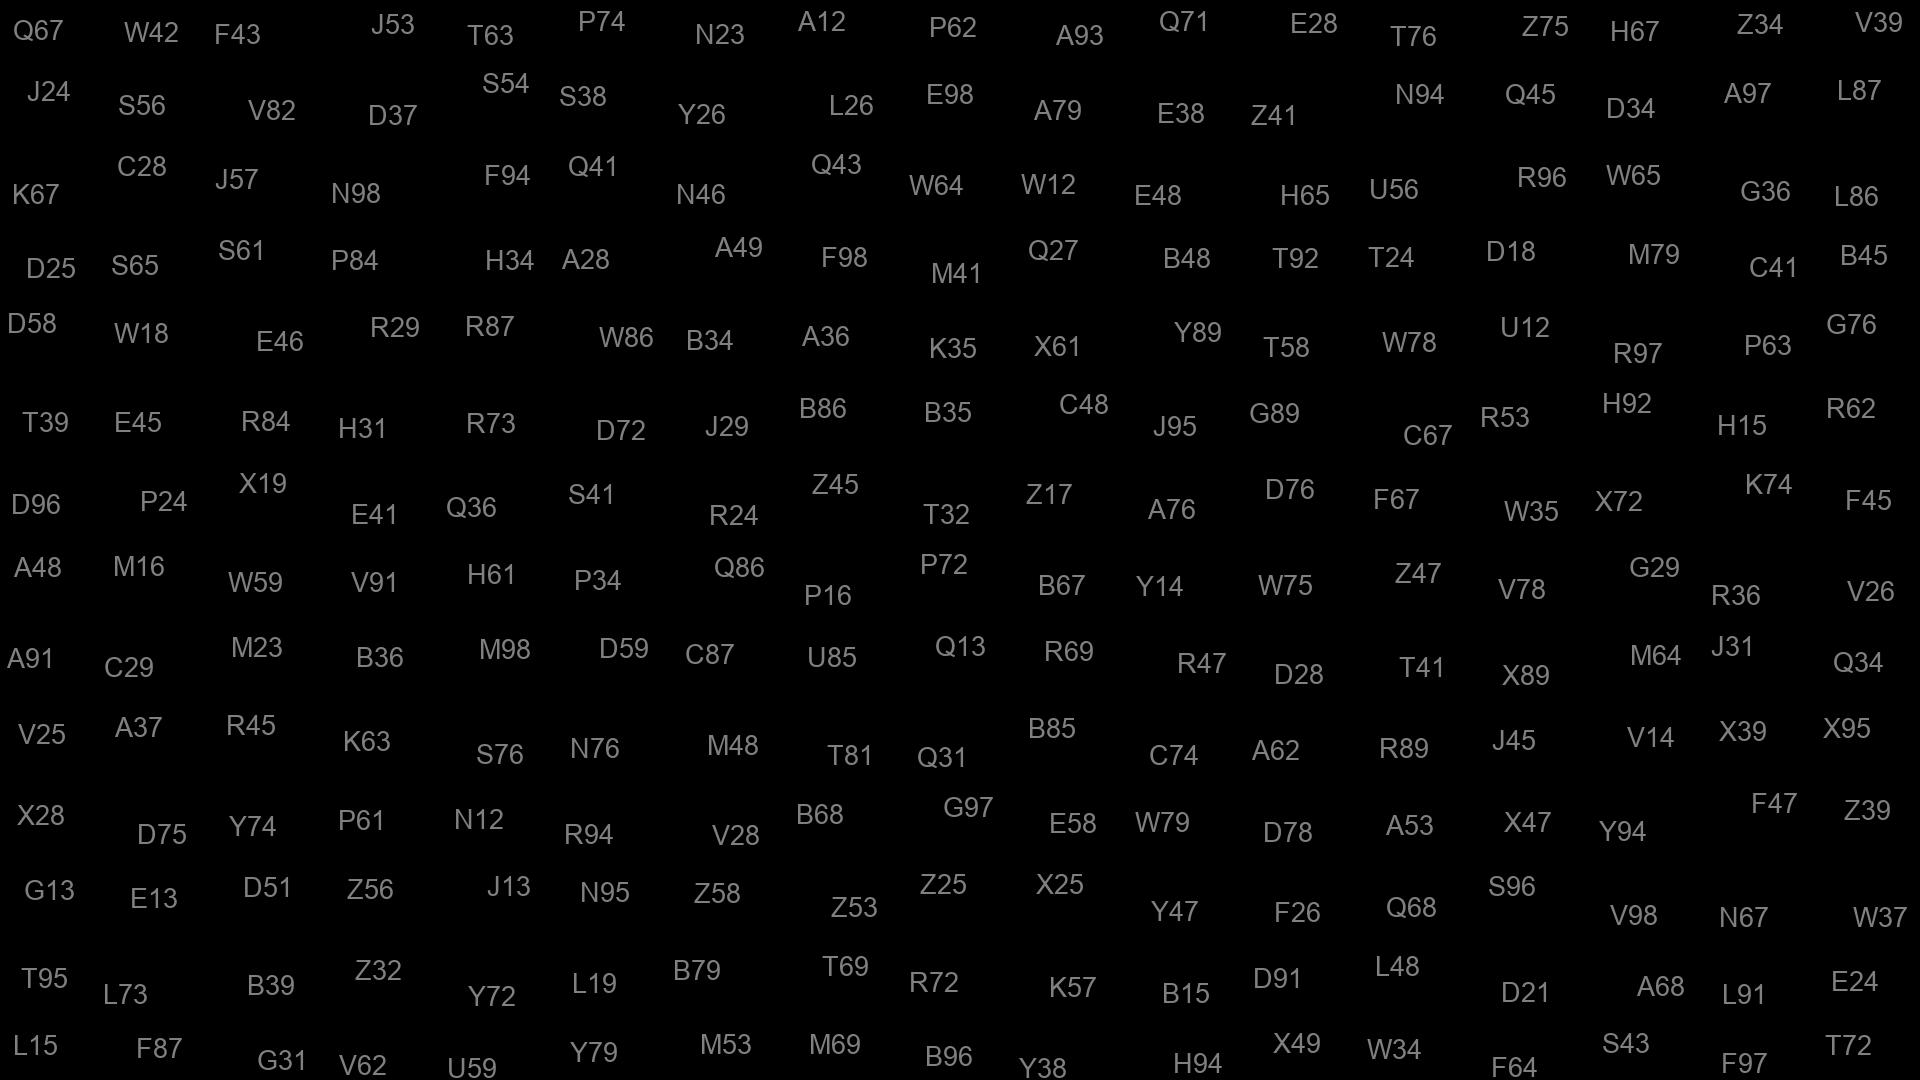 Q67 W42 F43 J53 T63 P74 N23 A12 P62 A93 Q71 E28 T76 Z75 H67 Z34 V39
J24 S56 V82 D37 S54 S38 Y26 L26 E98 A79 E38 Z41 N94 Q45 D34 A97 L87
K67 C28 J57 N98 F94 Q41 N46 Q43 W64 W12 E48 H65 U56 R96 W65 G36 L86
D25 S65 S61 P84 H34 A28 A49 F98 M41 Q27 B48 T92 T24 D18 M79 C41 B45
D58 W18 E46 R29 R87 W86 B34 A36 K35 X61 Y89 T58 W78 U12 R97 P63 G76
T39 E45 R84 H31 R73 D72 J29 B86 B35 C48 J95 G89 C67 R53 H92 H15 R62
D96 P24 X19 E41 Q36 S41 R24 Z45 T32 Z17 A76 D76 F67 W35 X72 K74 F45
A48 M16 W59 V91 H61 P34 Q86 P16 P72 B67 Y14 W75 Z47 V78 G29 R36 V26
A91 C29 M23 B36 M98 D59 C87 U85 Q13 R69 R47 D28 T41 X89 M64 J31 Q34
V25 A37 R45 K63 S76 N76 M48 T81 Q31 B85 C74 A62 R89 J45 V14 X39 X95
X28 D75 Y74 P61 N12 R94 V28 B68 G97 E58 W79 D78 A53 X47 Y94 F47 Z39
G13 E13 D51 Z56 J13 N95 Z58 Z53 Z25 X25 Y47 F26 Q68 S96 V98 N67 W37
T95 L73 B39 Z32 Y72 L19 B79 T69 R72 K57 B15 D91 L48 D21 A68 L91 E24
L15 F87 G31 V62 U59 Y79 M53 M69 B96 Y38 H94 X49 W34 F64 S43 F97 T72